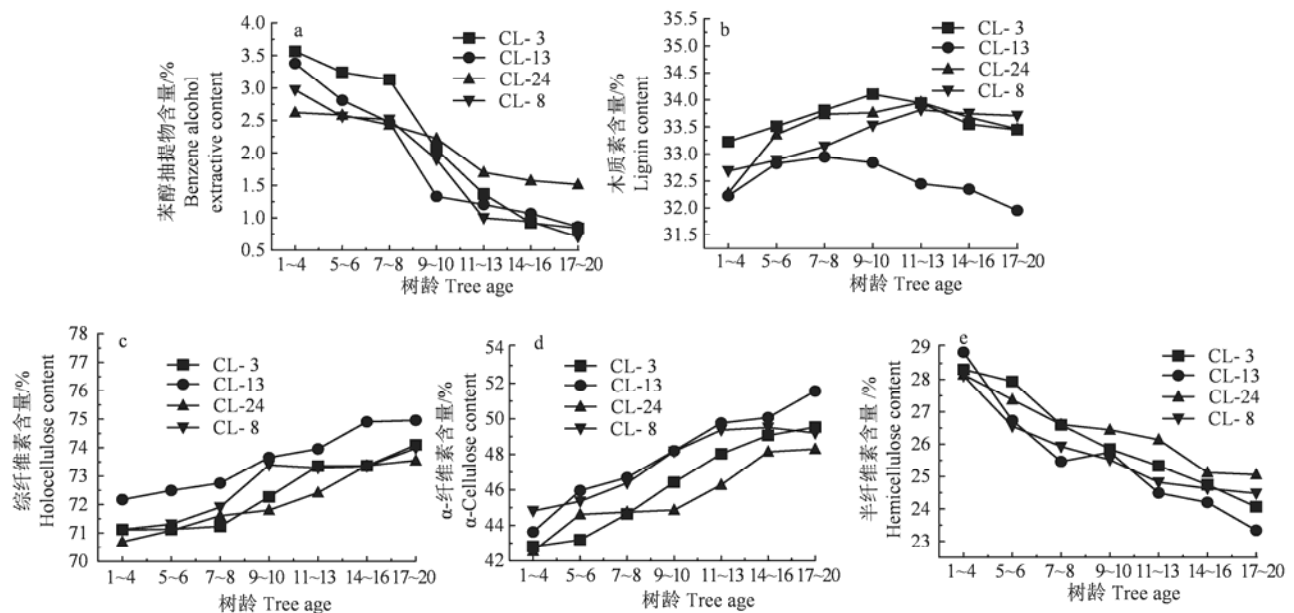 苯醇抽提物含量/%
Benzene alcohol
extractive content
4.0
3.5
3.0
2.5
2.0
1.5
1.0
0.5
a
CL- 3
CL-13
CL-24
CL- 8
1~4 5~6 7~8 9~10 11~13 14~16 17~20
树龄 Tree age
木质素含量/%
Lignin content
35.5
35.0
34.5
34.0
33.5
33.0
32.5
32.0
31.5
b
CL- 3
CL-13
CL-24
CL- 8
1~4 5~6 7~8 9~10 11~13 14~16 17~20
树龄 Tree age
综纤维素含量/%
Holocellulose content
78
77
76
75
74
73
72
71
70
c
CL- 3
CL-13
CL-24
CL- 8
1~4 5~6 7~8 9~10 11~13 14~16 17~20
树龄 Tree age
α-纤维素含量/%
α-Cellulose content
54
52
50
48
46
44
42
d
CL- 3
CL-13
CL-24
CL- 8
1~4 5~6 7~8 9~10 11~13 14~16 17~20
树龄 Tree age
半纤维素含量/%
Hemicellulose content
29
28
27
26
25
24
23
e
CL- 3
CL-13
CL-24
CL- 8
1~4 5~6 7~8 9~10 11~13 14~16 17~20
树龄 Tree age